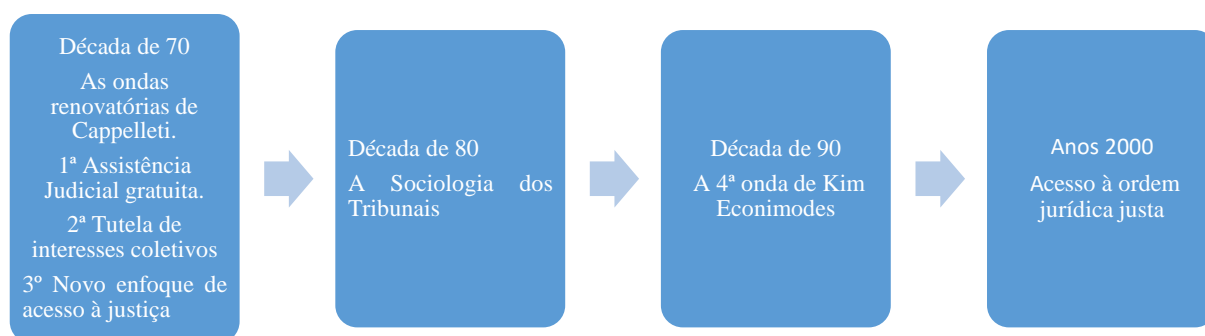 Década de 70
As ondas
renovatórias de
Cappelleti.
1ª Assistência
Judicial gratuita.
2ª Tutela de
interesses coletivos
3º Novo enfoque de
acesso à justiça
Década de 80
A Sociologia dos
Tribunais
Década de 90
A 4ª onda de Kim
Econimodes
Anos 2000
Acesso à ordem
jurídica justa